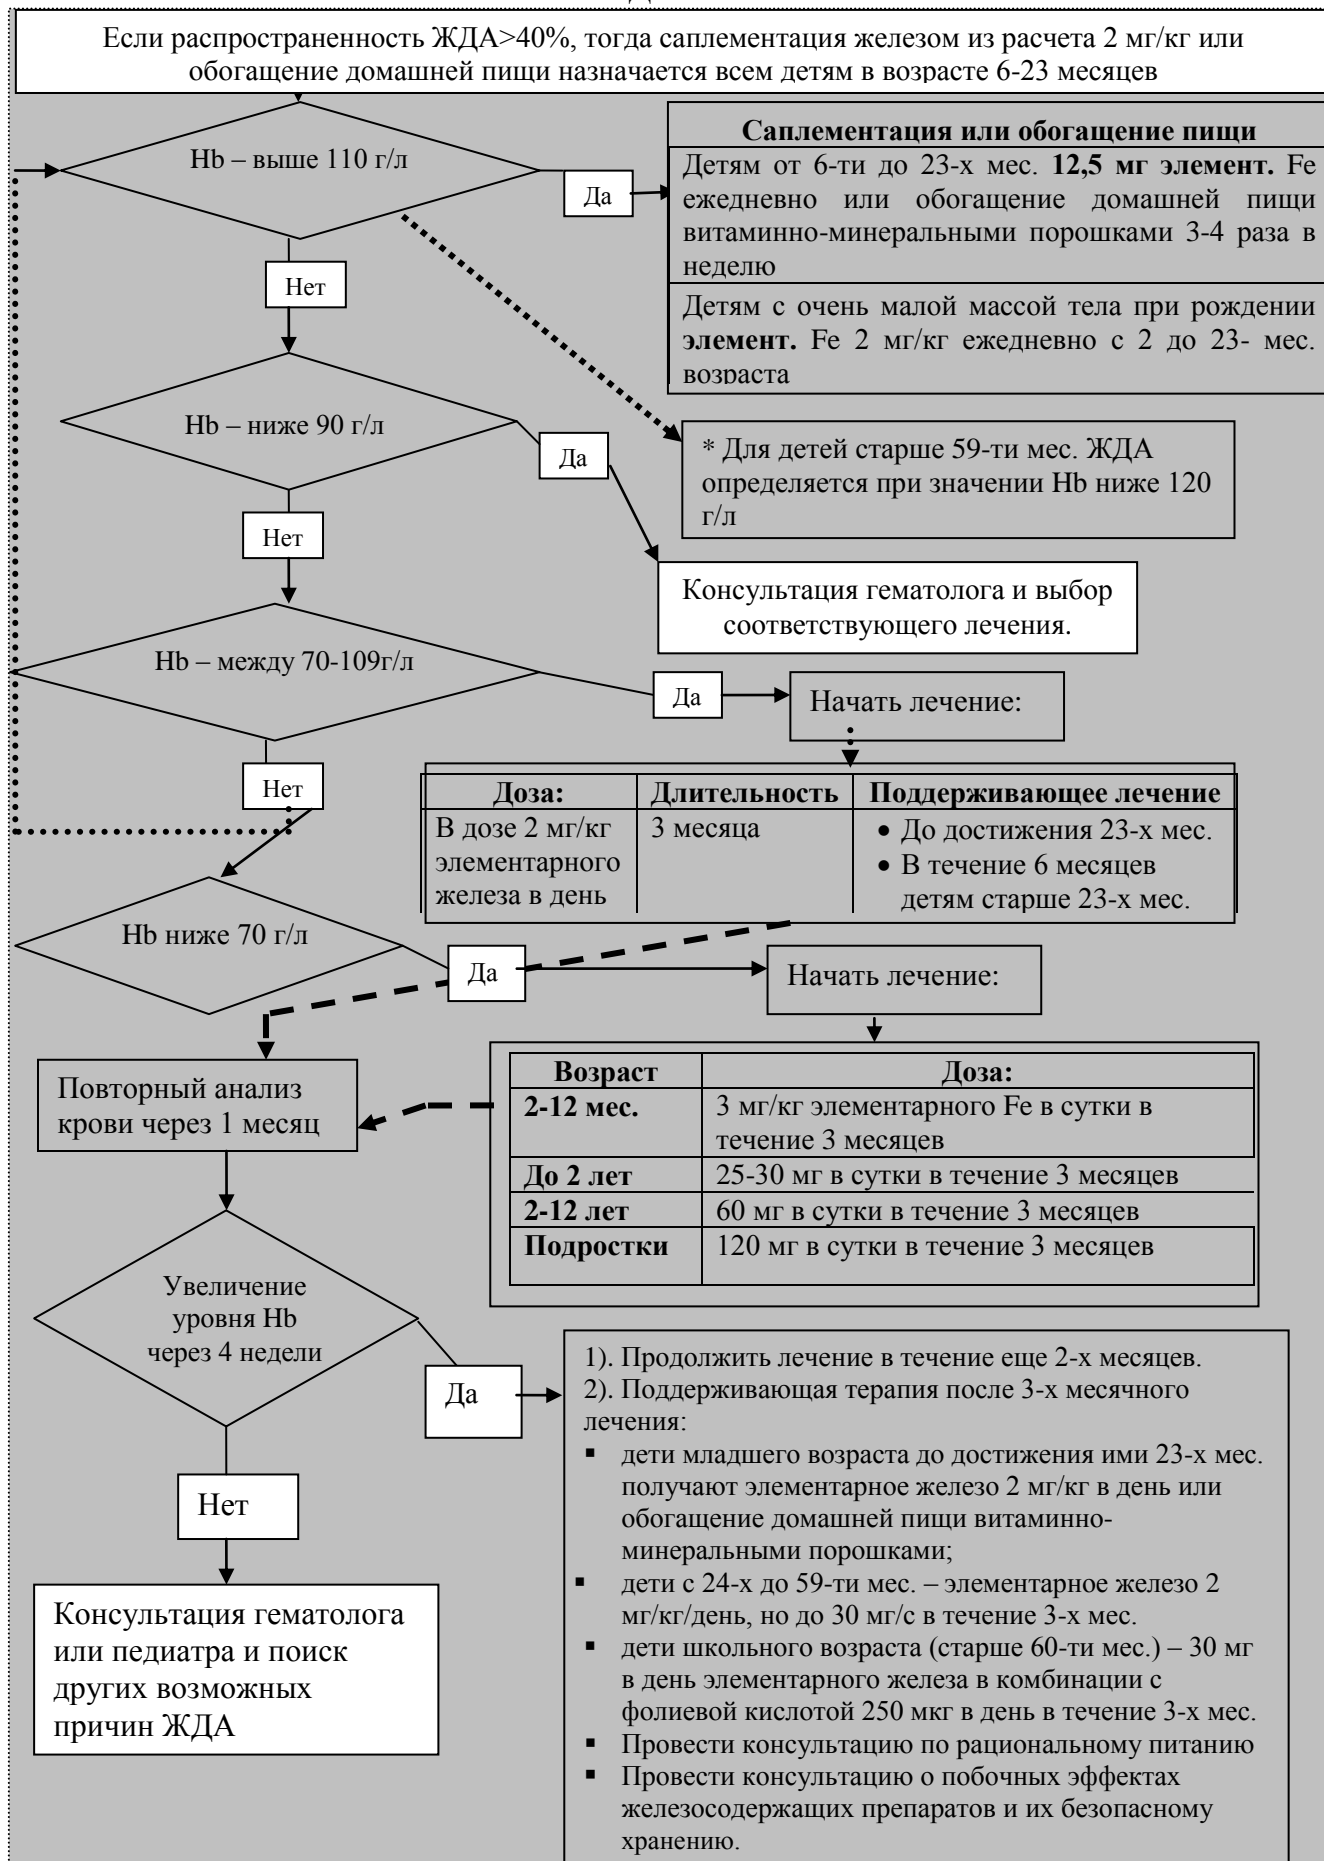 Если распространенность ЖДА>40%, тогда саплементация железом из расчета 2 мг/кг или
обогащение домашней пищи назначается всем детям в возрасте 6-23 месяцев
Hb – выше 110 г/л
Да
Саплементация или обогащение пищи
Детям от 6-ти до 23-х мес. 12,5 мг элемент. Fe
ежедневно или обогащение домашней пищи
витаминно-минеральными порошками 3-4 раза в
неделю
Детям с очень малой массой тела при рождении
элемент. Fe 2 мг/кг ежедневно с 2 до 23- мес.
возраста
Нет
Hb – ниже 90 г/л
Да
* Для детей старше 59-ти мес. ЖДА
определяется при значении Hb ниже 120
г/л
Нет
Консультация гематолога и выбор
соответствующего лечения.
Hb – между 70-109г/л
Да
Начать лечение:
Нет
Доза:
Длительность
Поддерживающее лечение
В дозе 2 мг/кг
элементарного
железа в день
3 месяца
• До достижения 23-х мес.
• В течение 6 месяцев
детям старше 23-х мес.
Hb ниже 70 г/л
Да
Начать лечение:
Повторный анализ
крови через 1 месяц
Возраст
Доза:
2-12 мес.
3 мг/кг элементарного Fe в сутки в
течение 3 месяцев
До 2 лет
25-30 мг в сутки в течение 3 месяцев
2-12 лет
60 мг в сутки в течение 3 месяцев
Подростки
120 мг в сутки в течение 3 месяцев
Увеличение
уровня Hb
через 4 недели
Да
1). Продолжить лечение в течение еще 2-х месяцев.
2). Поддерживающая терапия после 3-х месячного
лечения:
▪ дети младшего возраста до достижения ими 23-х мес.
получают элементарное железо 2 мг/кг в день или
обогащение домашней пищи витаминно-
минеральными порошками;
▪ дети с 24-х до 59-ти мес. – элементарное железо 2
мг/кг/день, но до 30 мг/с в течение 3-х мес.
▪ дети школьного возраста (старше 60-ти мес.) – 30 мг
в день элементарного железа в комбинации с
фолиевой кислотой 250 мкг в день в течение 3-х мес.
▪ Провести консультацию по рациональному питанию
▪ Провести консультацию о побочных эффектах
железосодержащих препаратов и их безопасному
хранению.
Нет
Консультация гематолога
или педиатра и поиск
других возможных
причин ЖДА